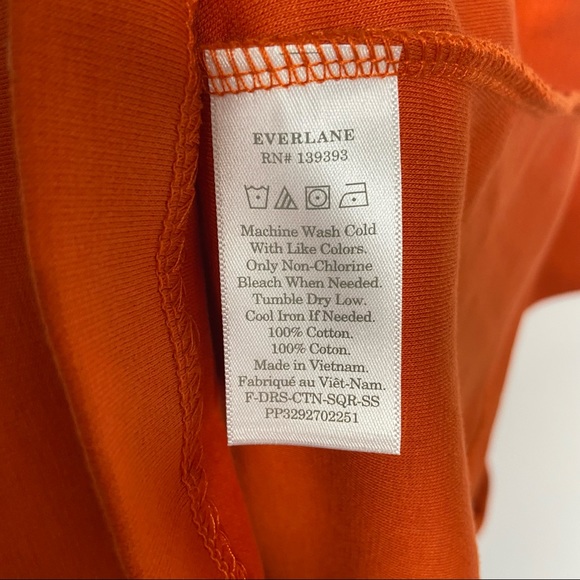 EVERLANE
RN# 139393
Machine Wash Cold
With Like Colors.
Only Non-Chlorine
Bleach When Needed.
Tumble Dry Low.
Cool Iron If Needed.
100% Cotton.
100% Coton.
Made in Vietnam.
Fabriqué au Viêt-Nam.
F-DRS-CTN-SQR-SS
PP3292702251